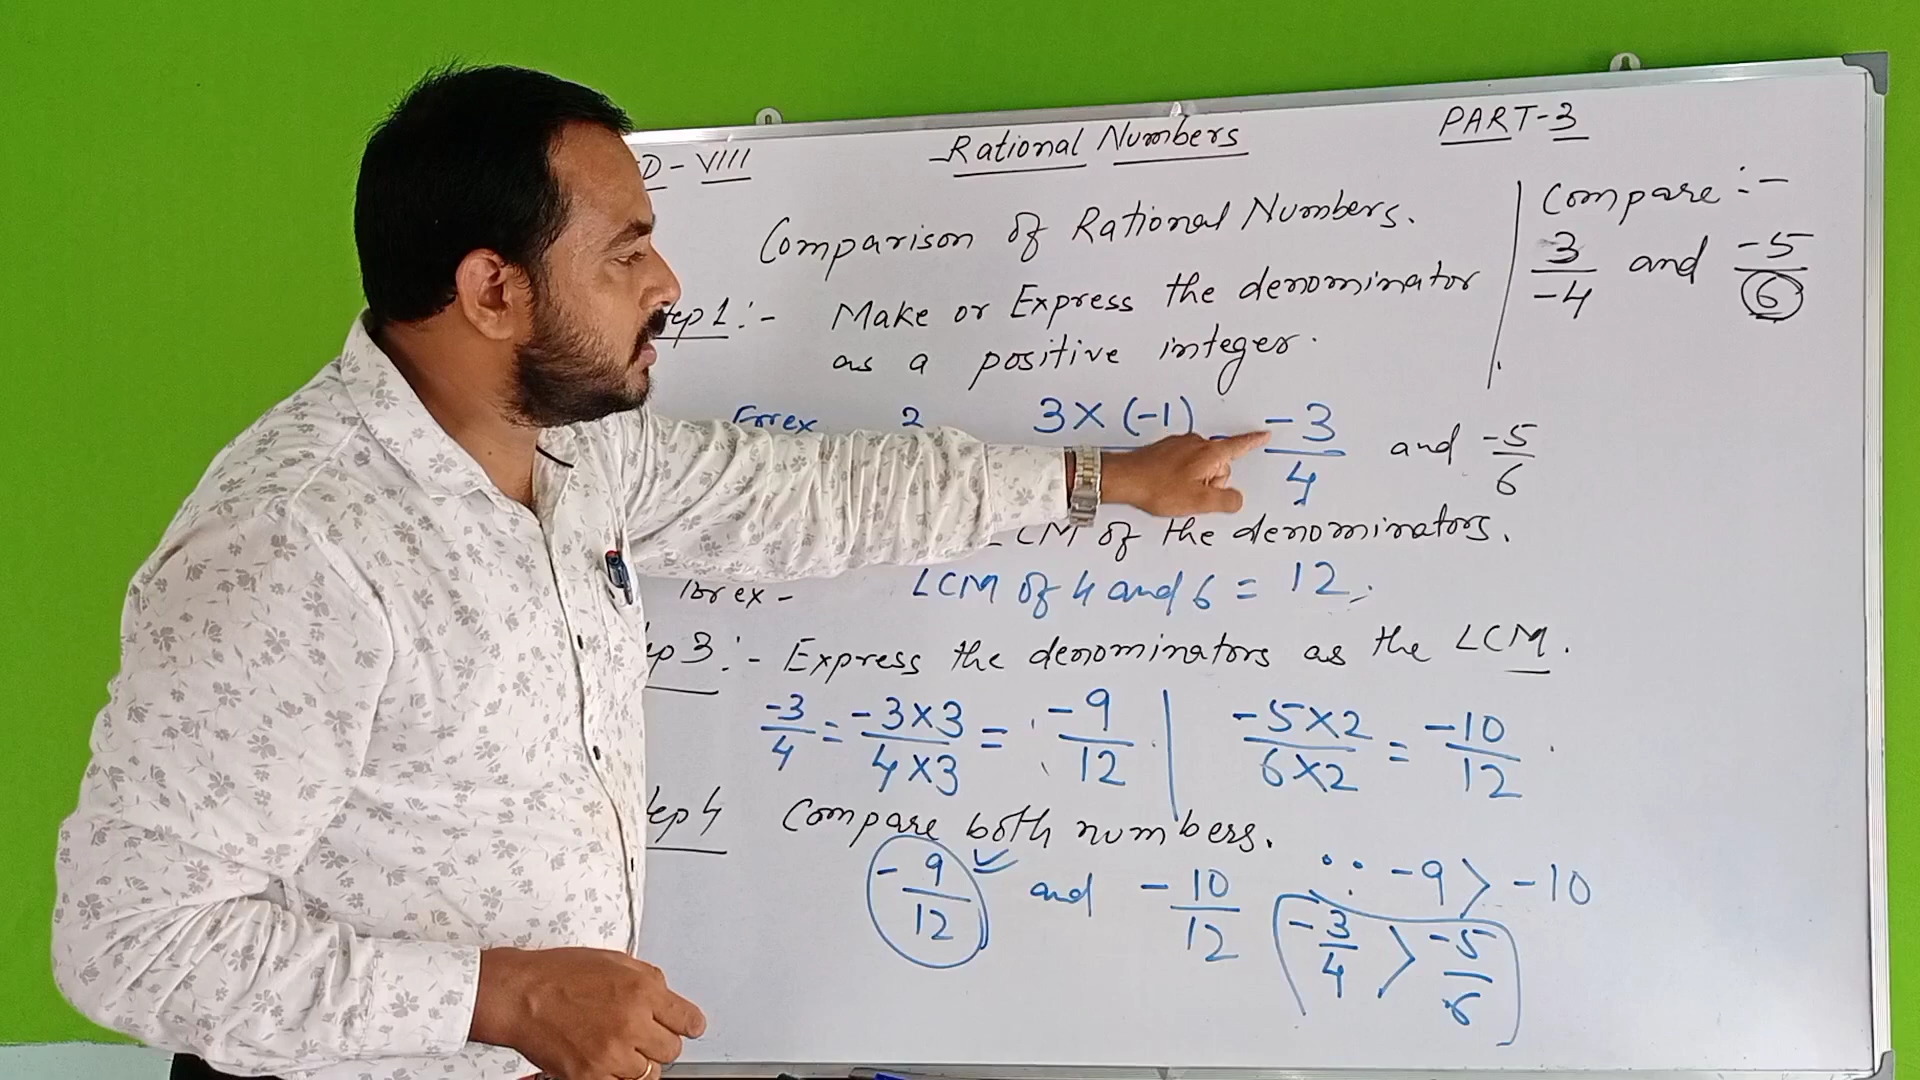 D-VIII
Rational Numbers
PART-3
Comparison of Rational Numbers.
Step 1:- Make or Express the denominator
as a positive integer.
Compare:-
3/-4 and -5/6
For ex 3 3×(-1) = -3/4 and -5/6
LCM of the denominators.
for ex - LCM of 4 and 6 = 12.
Step 3:- Express the denominators as the LCM.
-3/4 = -3×3/4×3 = -9/12 | -5×2/6×2 = -10/12
Step 4 Compare both numbers.
-9/12 and -10/12 ∵ -9 > -10
-3/4 > -5/6